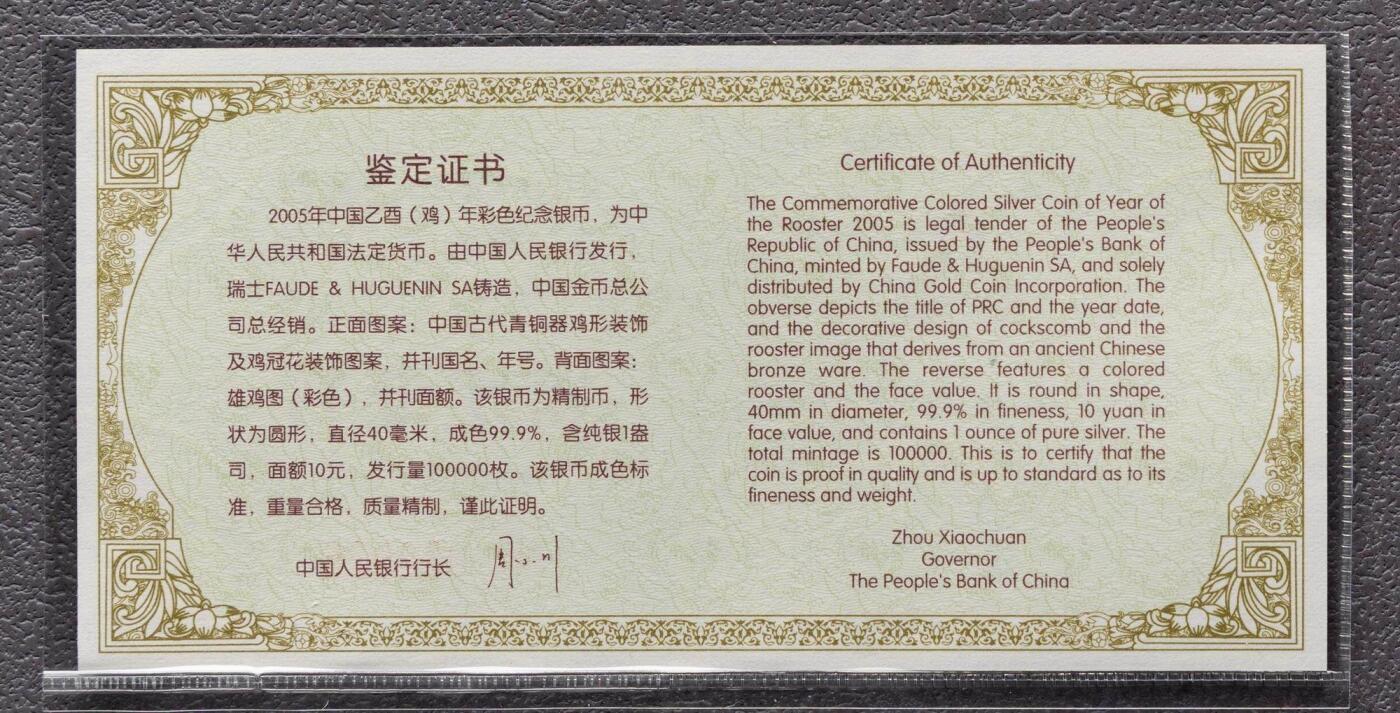 鉴定证书
2005年中国乙酉（鸡）年彩色纪念银币，为中
华人民共和国法定货币。由中国人民银行发行，
瑞士FAUDE & HUGUENIN SA铸造，中国金币总公
司总经销。正面图案：中国古代青铜器鸡形装饰
及鸡冠花装饰图案，并刊国名、年号。背面图案：
雄鸡图（彩色），并刊面额。该银币为精制币，形
状为圆形，直径40毫米，成色99.9%，含纯银1盎
司，面额10元，发行量100000枚。该银币成色标
准，重量合格，质量精制，谨此证明。
中国人民银行行长 周小川
Certificate of Authenticity
The Commemorative Colored Silver Coin of Year of
the Rooster 2005 is legal tender of the People's
Republic of China, issued by the People's Bank of
China, minted by Faude & Huguenin SA, and solely
distributed by China Gold Coin Incorporation. The
obverse depicts the title of PRC and the year date,
and the decorative design of cockscomb and the
rooster image that derives from an ancient Chinese
bronze ware. The reverse features a colored
rooster and the face value. It is round in shape,
40mm in diameter, 99.9% in fineness, 10 yuan in
face value, and contains 1 ounce of pure silver. The
total mintage is 100000. This is to certify that the
coin is proof in quality and is up to standard as to its
fineness and weight.
Zhou Xiaochuan
Governor
The People's Bank of China